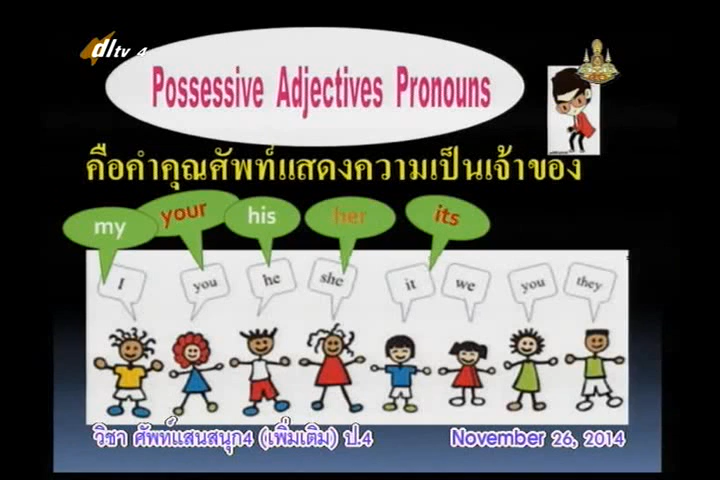 dltv 4
Possessive Adjectives Pronouns
คือคำคุณศัพท์แสดงความเป็นเจ้าของ
my your his her its
I you he she it we you they
วิชา ศัพท์แสนสนุก4 (เพิ่มเติม) ป.4 November 26, 2014